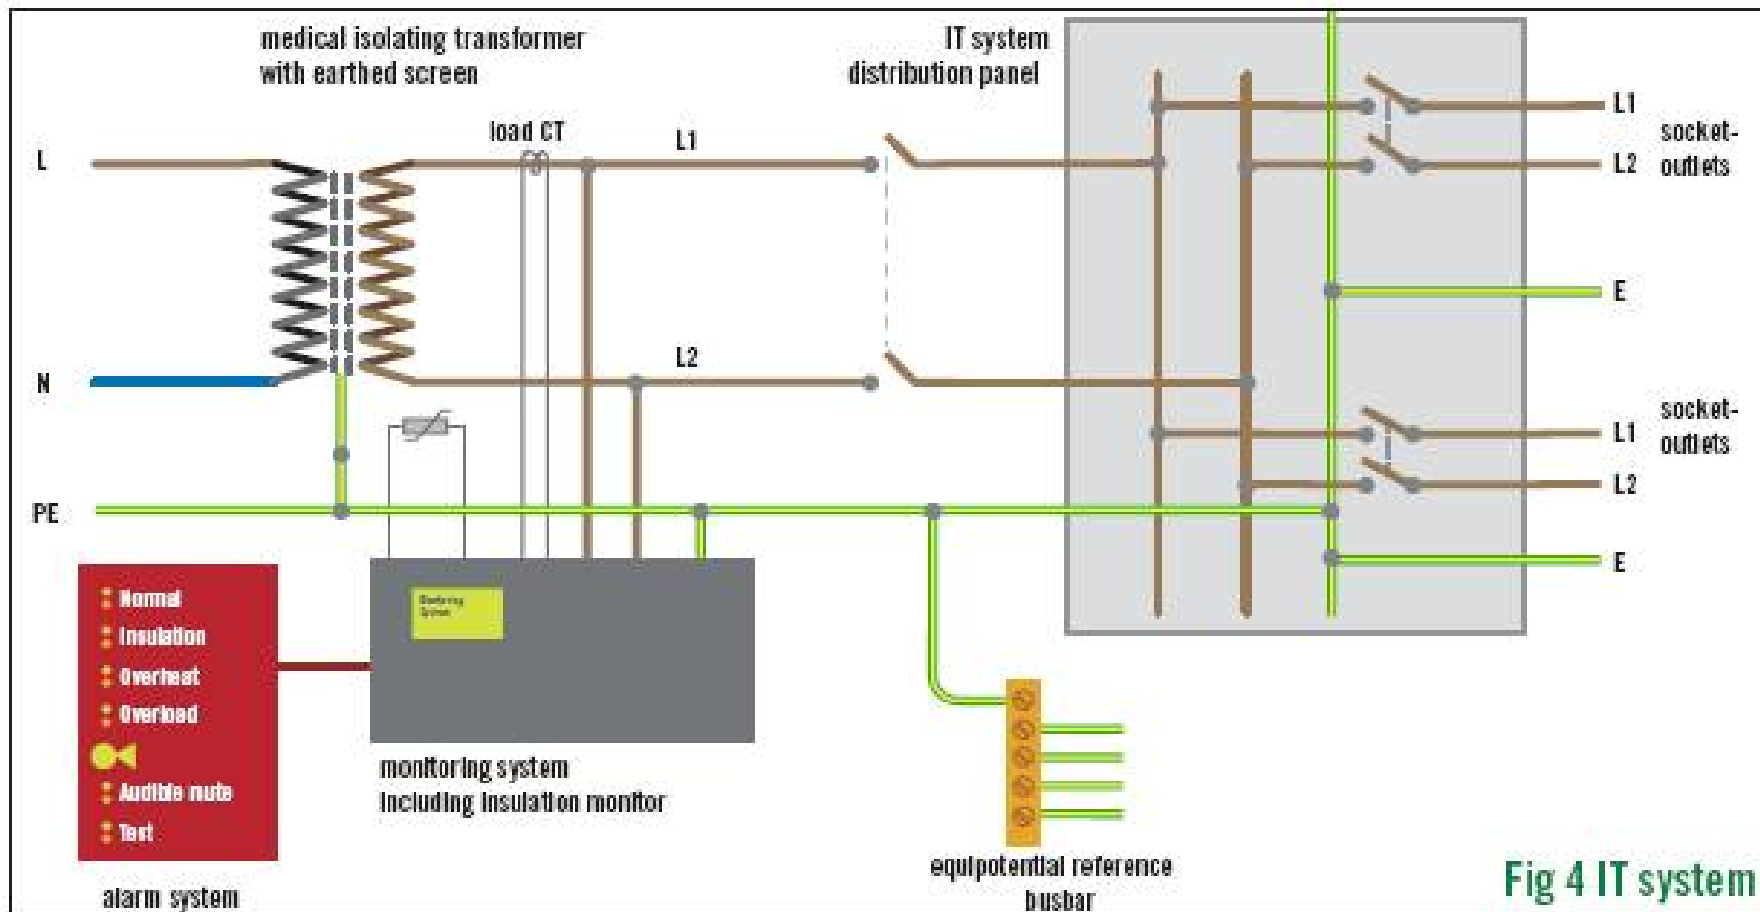 medical isolating transformer
with earthed screen
IT system
distribution panel
load CT
L1
L
L2
N
PE
L1
socket-
L2
outlets
E
socket-
L1
outlets
L2
E
Normal
Insulation
Overheat
Overload
Audible mute
Test
alarm system
Monitoring
System
monitoring system
including insulation monitor
equipotential reference
busbar
Fig 4 IT system